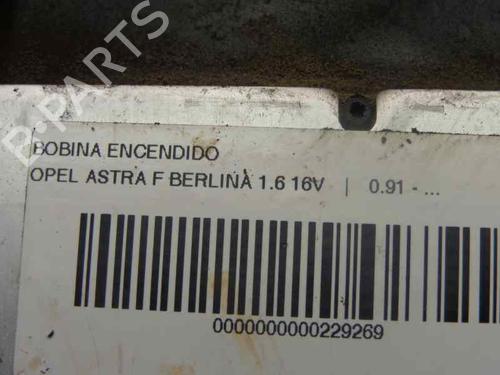 B-PARTS
BOBINA ENCENDIDO
OPEL ASTRA F BERLINA 1.6 16V | 0.91 - ...
0000000000229269